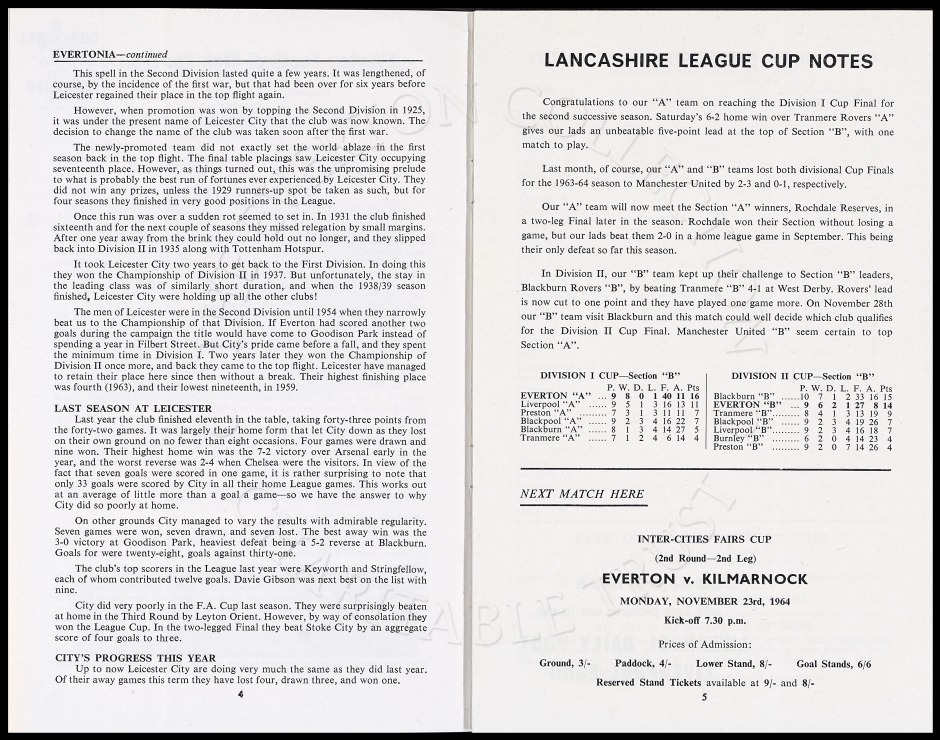 EVERTONIA—continued
This spell in the Second Division lasted quite a few years. It was lengthened, of
course, by the incidence of the first war, but that had been over for six years before
Leicester regained their place in the top flight again.
However, when promotion was won by topping the Second Division in 1925,
it was under the present name of Leicester City that the club was now known. The
decision to change the name of the club was taken soon after the first war.
The newly-promoted team did not exactly set the world ablaze in the first
season back in the top flight. The final table placings saw Leicester City occupying
seventeenth place. However, as things turned out, this was the unpromising prelude
to what is probably the best run of fortunes ever experienced by Leicester City. They
did not win any prizes, unless the 1929 runners-up spot be taken as such, but for
four seasons they finished in very good positions in the League.
Once this run was over a sudden rot seemed to set in. In 1931 the club finished
sixteenth and for the next couple of seasons they missed relegation by small margins.
After one year away from the brink they could hold out no longer, and they slipped
back into Division II in 1935 along with Tottenham Hotspur.
It took Leicester City two years to get back to the First Division. In doing this
they won the Championship of Division II in 1937. But unfortunately, the stay in
the leading class was of similarly short duration, and when the 1938/39 season
finished, Leicester City were holding up all the other clubs!
The men of Leicester were in the Second Division until 1954 when they narrowly
beat us to the Championship of that Division. If Everton had scored another two
goals during the campaign the title would have come to Goodison Park instead of
spending a year in Filbert Street. But City's pride came before a fall, and they spent
the minimum time in Division I. Two years later they won the Championship of
Division II once more, and back they came to the top flight. Leicester have managed
to retain their place here since then without a break. Their highest finishing place
was fourth (1963), and their lowest nineteenth, in 1959.
LAST SEASON AT LEICESTER
Last year the club finished eleventh in the table, taking forty-three points from
the forty-two games. It was largely their home form that let City down as they lost
on their own ground on no fewer than eight occasions. Four games were drawn and
nine won. Their highest home win was the 7-2 victory over Arsenal early in the
year, and the worst reverse was 2-4 when Chelsea were the visitors. In view of the
fact that seven goals were scored in one game, it is rather surprising to note that
only 33 goals were scored by City in all their home League games. This works out
at an average of little more than a goal a game—so we have the answer to why
City did so poorly at home.
On other grounds City managed to vary the results with admirable regularity.
Seven games were won, seven drawn, and seven lost. The best away win was the
3-0 victory at Goodison Park, heaviest defeat being a 5-2 reverse at Blackburn.
Goals for were twenty-eight, goals against thirty-one.
The club's top scorers in the League last year were Keyworth and Stringfellow,
each of whom contributed twelve goals. Davie Gibson was next best on the list with
nine.
City did very poorly in the F.A. Cup last season. They were surprisingly beaten
at home in the Third Round by Leyton Orient. However, by way of consolation they
won the League Cup. In the two-legged Final they beat Stoke City by an aggregate
score of four goals to three.
CITY'S PROGRESS THIS YEAR
Up to now Leicester City are doing very much the same as they did last year.
Of their away games this term they have lost four, drawn three, and won one.
4
LANCASHIRE LEAGUE CUP NOTES
Congratulations to our "A" team on reaching the Division I Cup Final for
the second successive season. Saturday's 6-2 home win over Tranmere Rovers "A"
gives our lads an unbeatable five-point lead at the top of Section "B", with one
match to play.
Last month, of course, our "A" and "B" teams lost both divisional Cup Finals
for the 1963-64 season to Manchester United by 2-3 and 0-1, respectively.
Our "A" team will now meet the Section "A" winners, Rochdale Reserves, in
a two-leg Final later in the season. Rochdale won their Section without losing a
game, but our lads beat them 2-0 in a home league game in September. This being
their only defeat so far this season.
In Division II, our "B" team kept up their challenge to Section "B" leaders,
Blackburn Rovers "B", by beating Tranmere "B" 4-1 at West Derby. Rovers' lead
is now cut to one point and they have played one game more. On November 28th
our "B" team visit Blackburn and this match could well decide which club qualifies
for the Division II Cup Final. Manchester United "B" seem certain to top
Section "A".
DIVISION I CUP—Section "B"
P. W. D. L. F. A. Pts
EVERTON "A" ... 9 8 0 1 40 11 16
Liverpool "A" ...... 9 5 1 3 16 13 11
Preston "A" ....... 7 3 1 3 11 11 7
Blackpool "A" ...... 9 2 3 4 16 22 7
Blackburn "A" ...... 8 1 3 4 14 27 5
Tranmere "A" ...... 7 1 2 4 6 14 4
DIVISION II CUP—Section "B"
P. W. D. L. F. A. Pts
Blackburn "B" ......10 7 1 2 33 16 15
EVERTON "B" ... 9 6 2 1 27 8 14
Tranmere "B"....... 8 4 1 3 13 19 9
Blackpool "B" ...... 9 2 3 4 19 26 7
Liverpool "B"....... 9 2 3 4 16 18 7
Burnley "B" ......... 6 2 0 4 14 23 4
Preston "B" ......... 9 2 0 7 14 26 4
NEXT MATCH HERE
INTER-CITIES FAIRS CUP
(2nd Round—2nd Leg)
EVERTON v. KILMARNOCK
MONDAY, NOVEMBER 23rd, 1964
Kick-off 7.30 p.m.
Prices of Admission:
Ground, 3/- Paddock, 4/- Lower Stand, 8/- Goal Stands, 6/6
Reserved Stand Tickets available at 9/- and 8/-
5